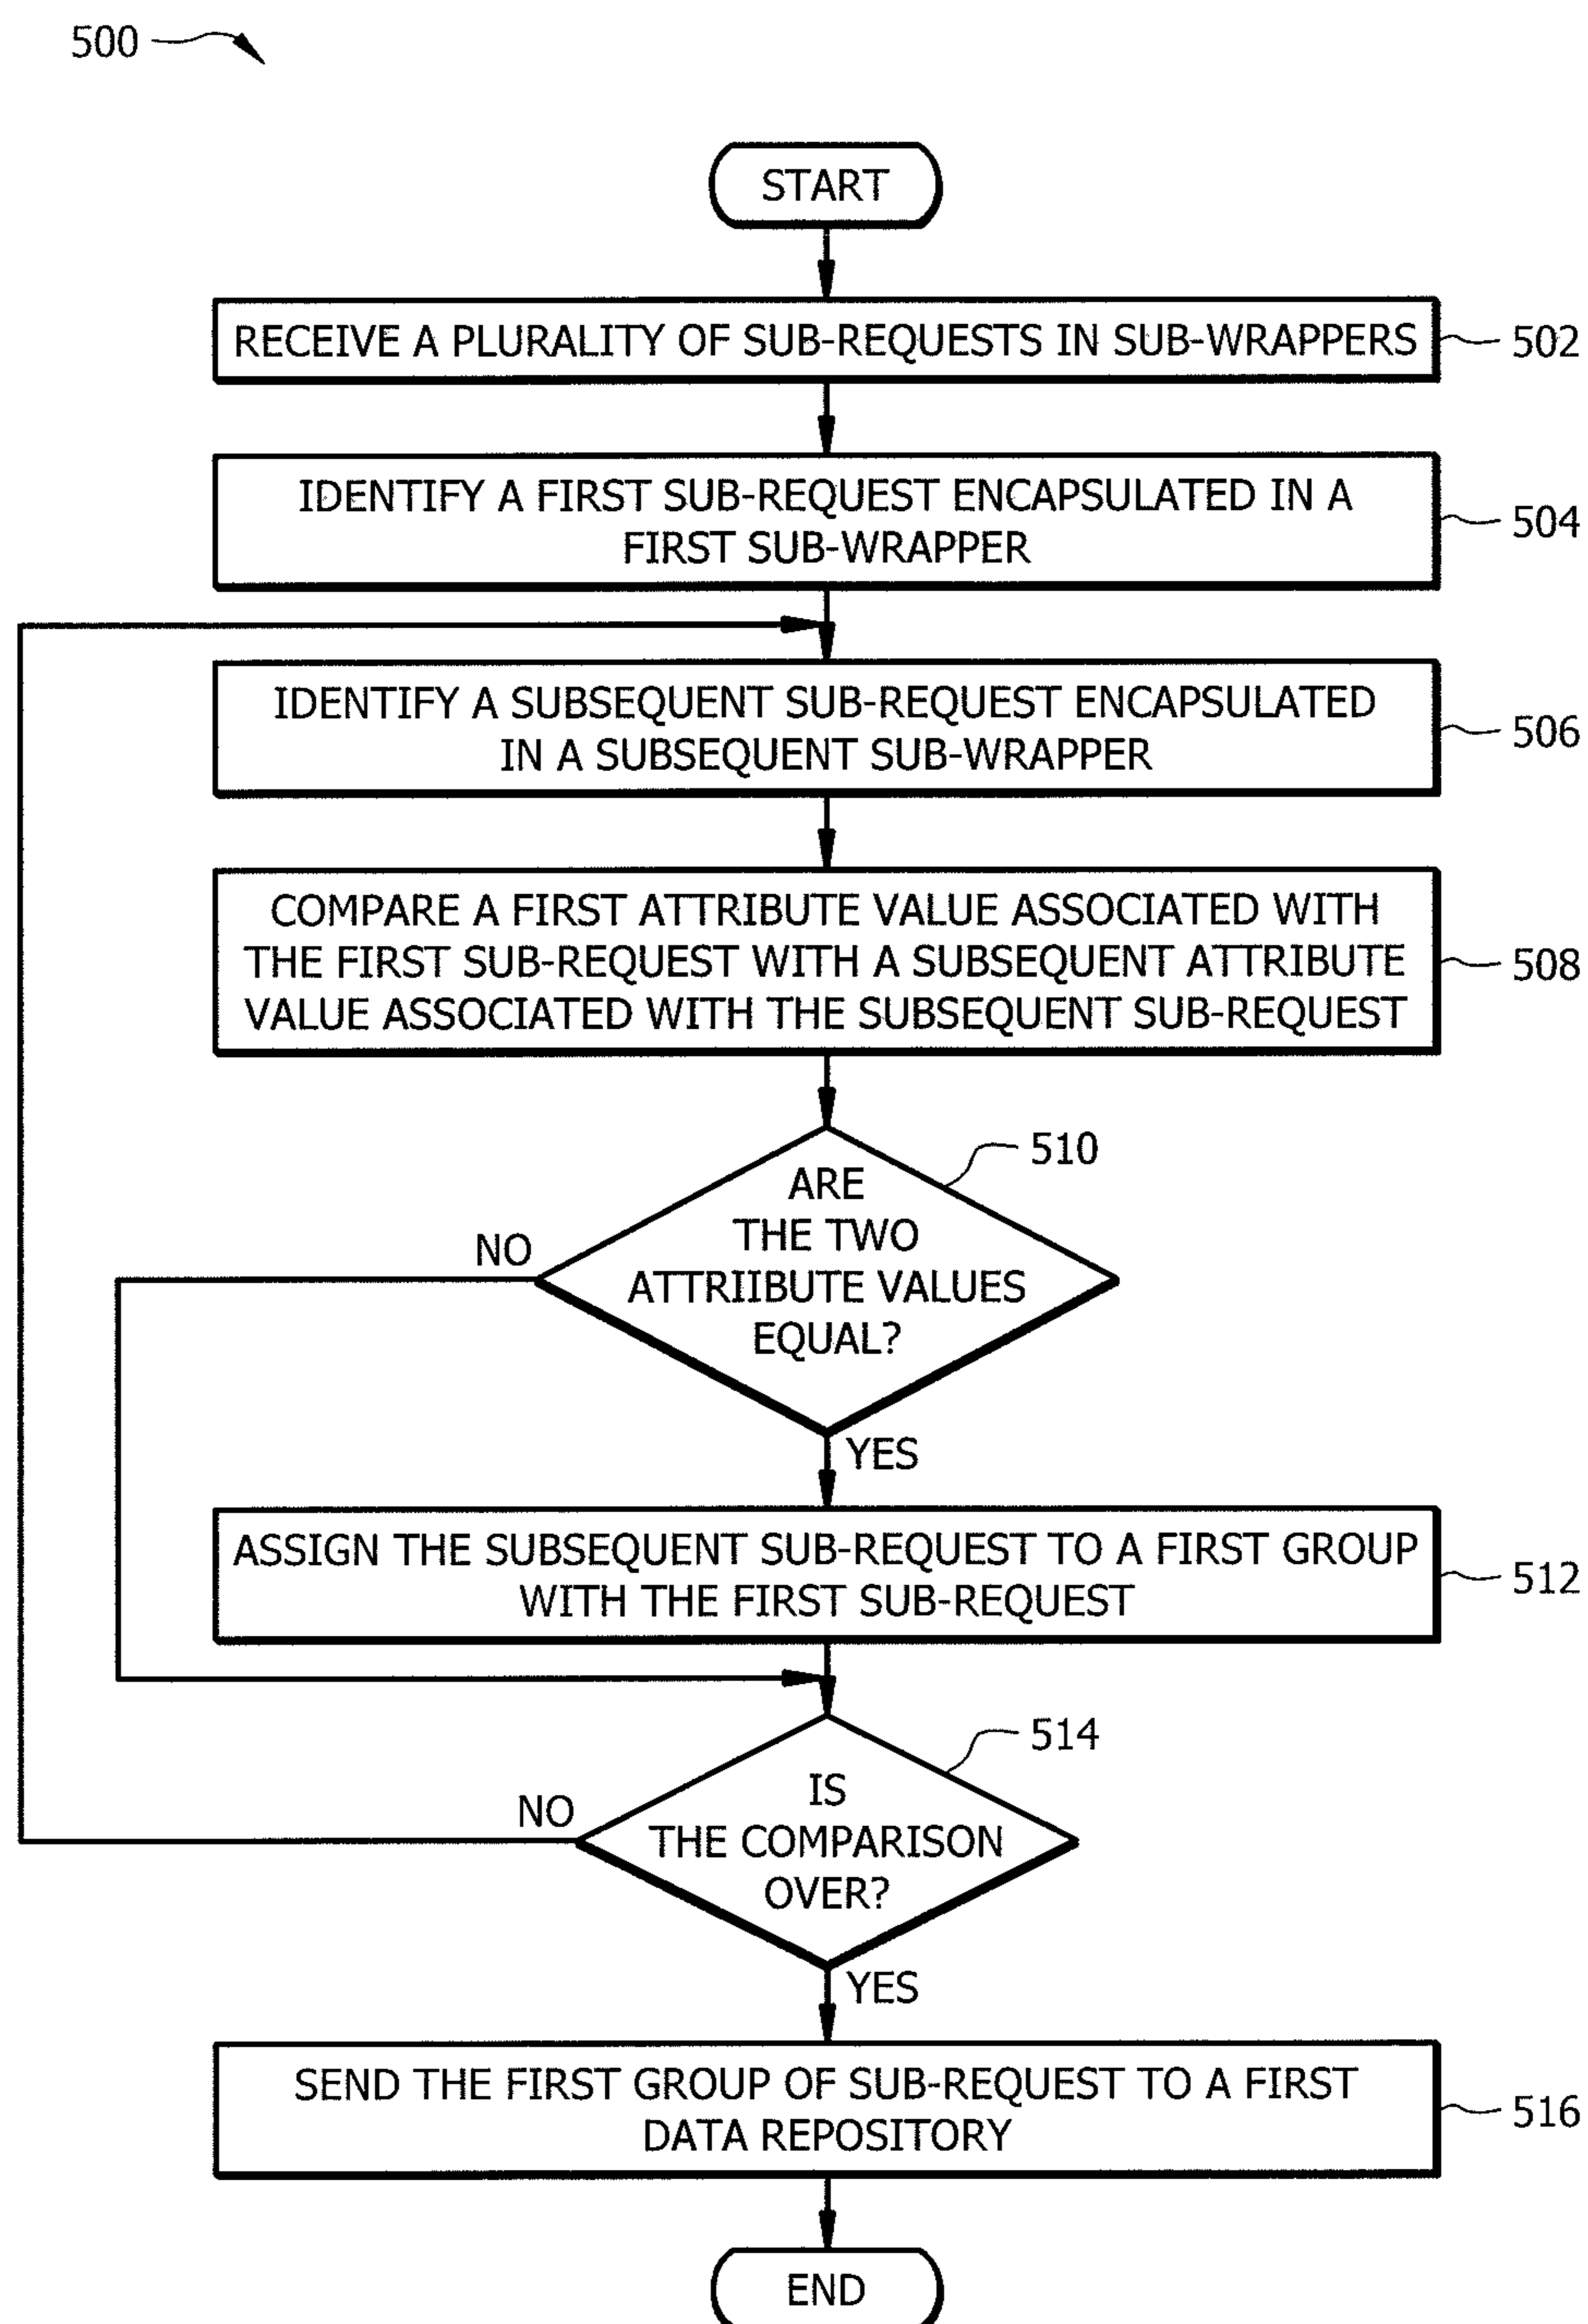 500
START
RECEIVE A PLURALITY OF SUB-REQUESTS IN SUB-WRAPPERS
502
IDENTIFY A FIRST SUB-REQUEST ENCAPSULATED IN A
FIRST SUB-WRAPPER
504
IDENTIFY A SUBSEQUENT SUB-REQUEST ENCAPSULATED
IN A SUBSEQUENT SUB-WRAPPER
506
COMPARE A FIRST ATTRIBUTE VALUE ASSOCIATED WITH
THE FIRST SUB-REQUEST WITH A SUBSEQUENT ATTRIBUTE
VALUE ASSOCIATED WITH THE SUBSEQUENT SUB-REQUEST
508
510
ARE
THE TWO
ATTRIIBUTE VALUES
EQUAL?
NO
YES
ASSIGN THE SUBSEQUENT SUB-REQUEST TO A FIRST GROUP
WITH THE FIRST SUB-REQUEST
512
514
IS
THE COMPARISON
OVER?
NO
YES
SEND THE FIRST GROUP OF SUB-REQUEST TO A FIRST
DATA REPOSITORY
516
END